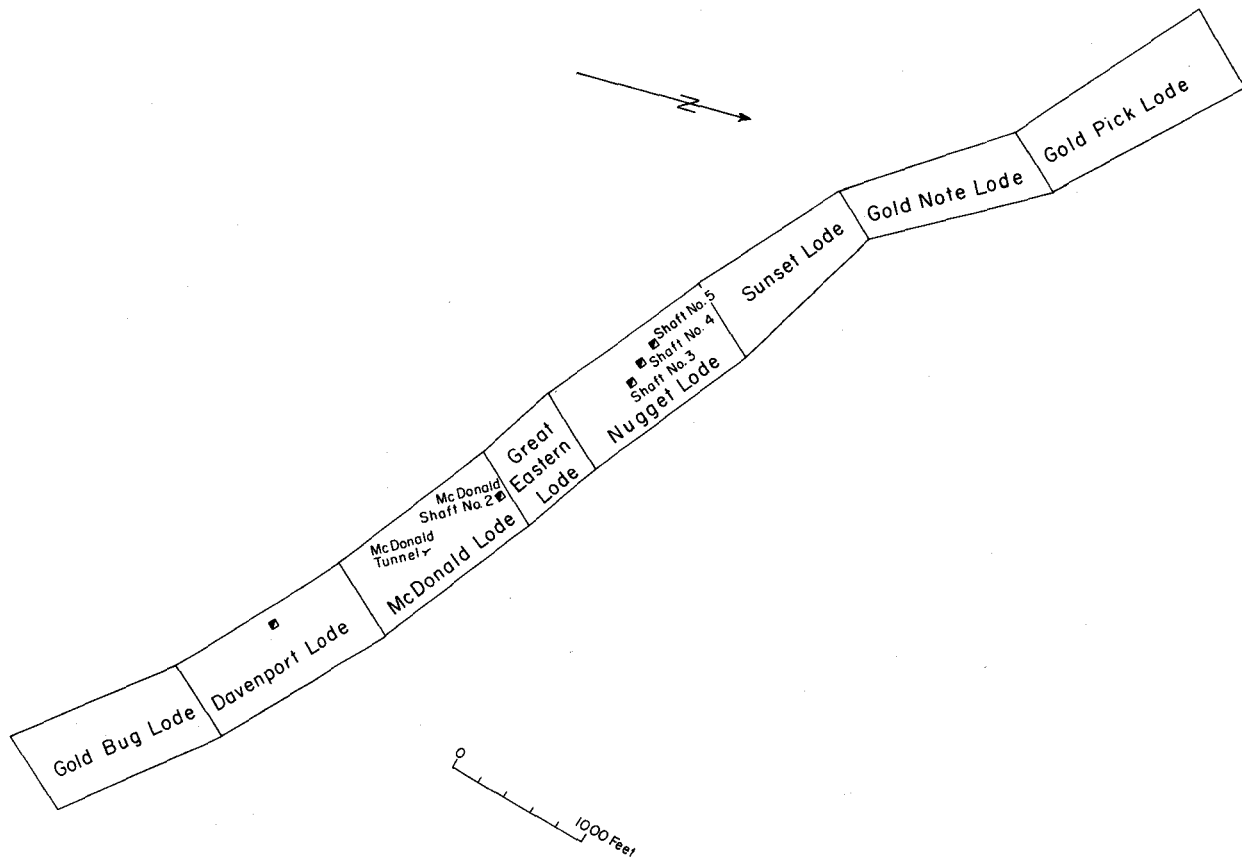 N
Gold Pick Lode
Gold Note Lode
Sunset Lode
Shaft No. 5
Shaft No. 4
Shaft No. 3
Nugget Lode
Great
Eastern
Lode
McDonald
Shaft No. 2
McDonald
Tunnel
McDonald Lode
Davenport Lode
Gold Bug Lode
0
1000 Feet